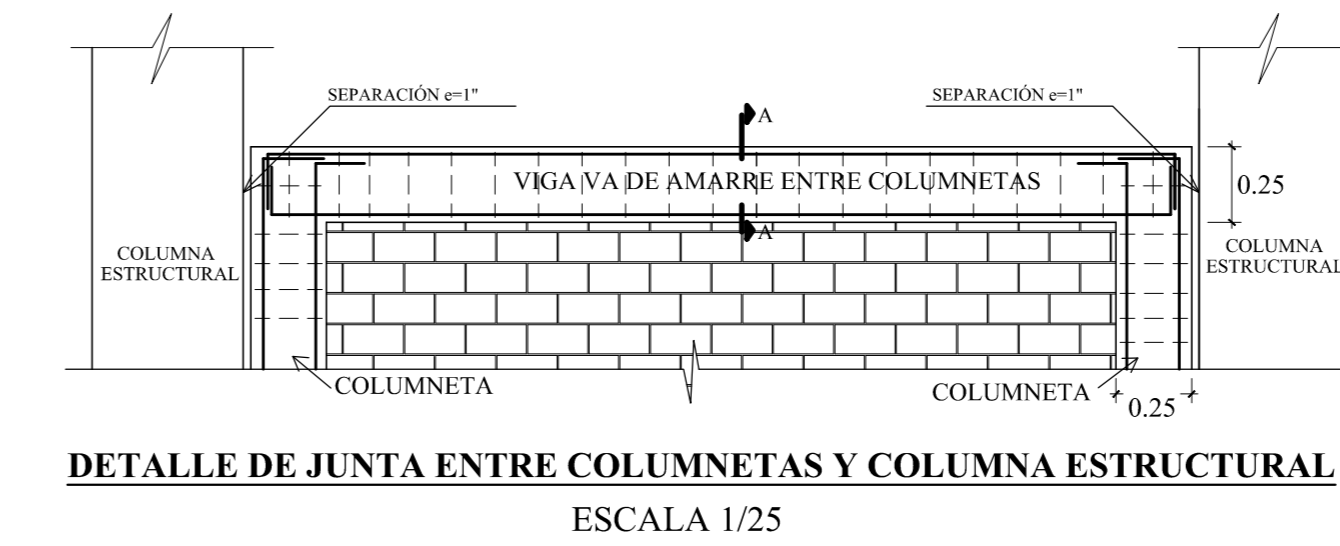 SEPARACIÓN e=1"
SEPARACIÓN e=1"
A
VIGA VA DE AMARRE ENTRE COLUMNETAS
0.25
A
COLUMNA
ESTRUCTURAL
COLUMNA
ESTRUCTURAL
COLUMNETA
COLUMNETA
0.25
DETALLE DE JUNTA ENTRE COLUMNETAS Y COLUMNA ESTRUCTURAL
ESCALA 1/25